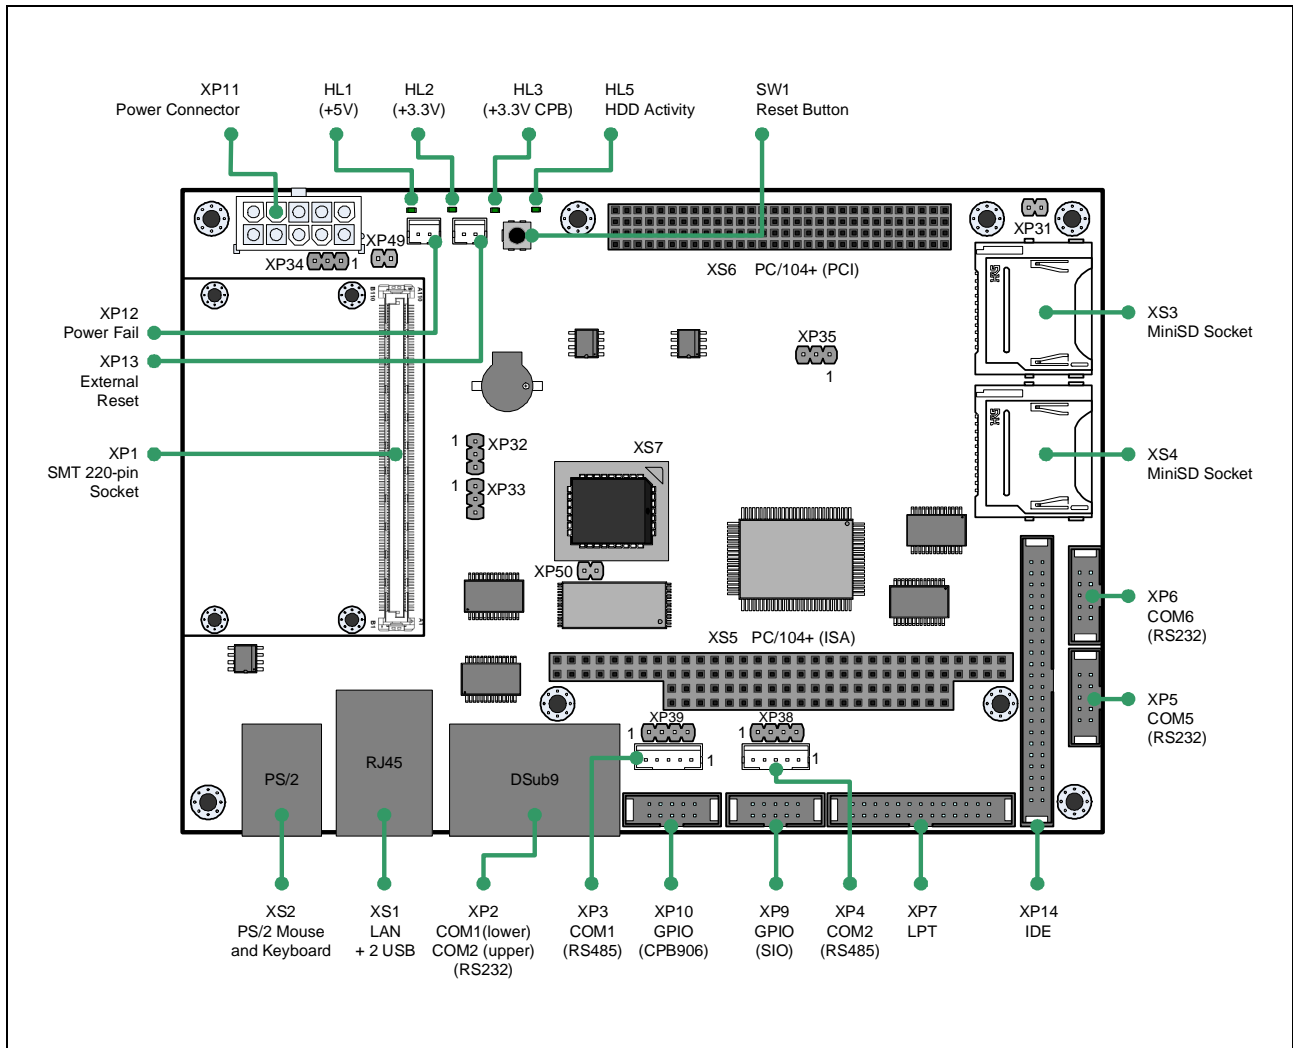 XP11
Power Connector
HL1
(+5V)
HL2
(+3.3V)
HL3
(+3.3V CPB)
HL5
HDD Activity
SW1
Reset Button
XP49
XP34
1
XP31
XS6 PC/104+ (PCI)
B110
A110
XP12
Power Fail
XP13
External
Reset
XP35
1
XS3
MiniSD Socket
XP1
SMT 220-pin
Socket
1
XP32
1
XP33
XS7
XS4
MiniSD Socket
XP50
B1
A1
XS5 PC/104+ (ISA)
XP6
COM6
(RS232)
XP5
COM5
(RS232)
XP39
1
1
XP38
1
1
PS/2
RJ45
DSub9
XS2
PS/2 Mouse
and Keyboard
XS1
LAN
+ 2 USB
XP2
COM1(lower)
COM2 (upper)
(RS232)
XP3
COM1
(RS485)
XP10
GPIO
(CPB906)
XP9
GPIO
(SIO)
XP4
COM2
(RS485)
XP7
LPT
XP14
IDE